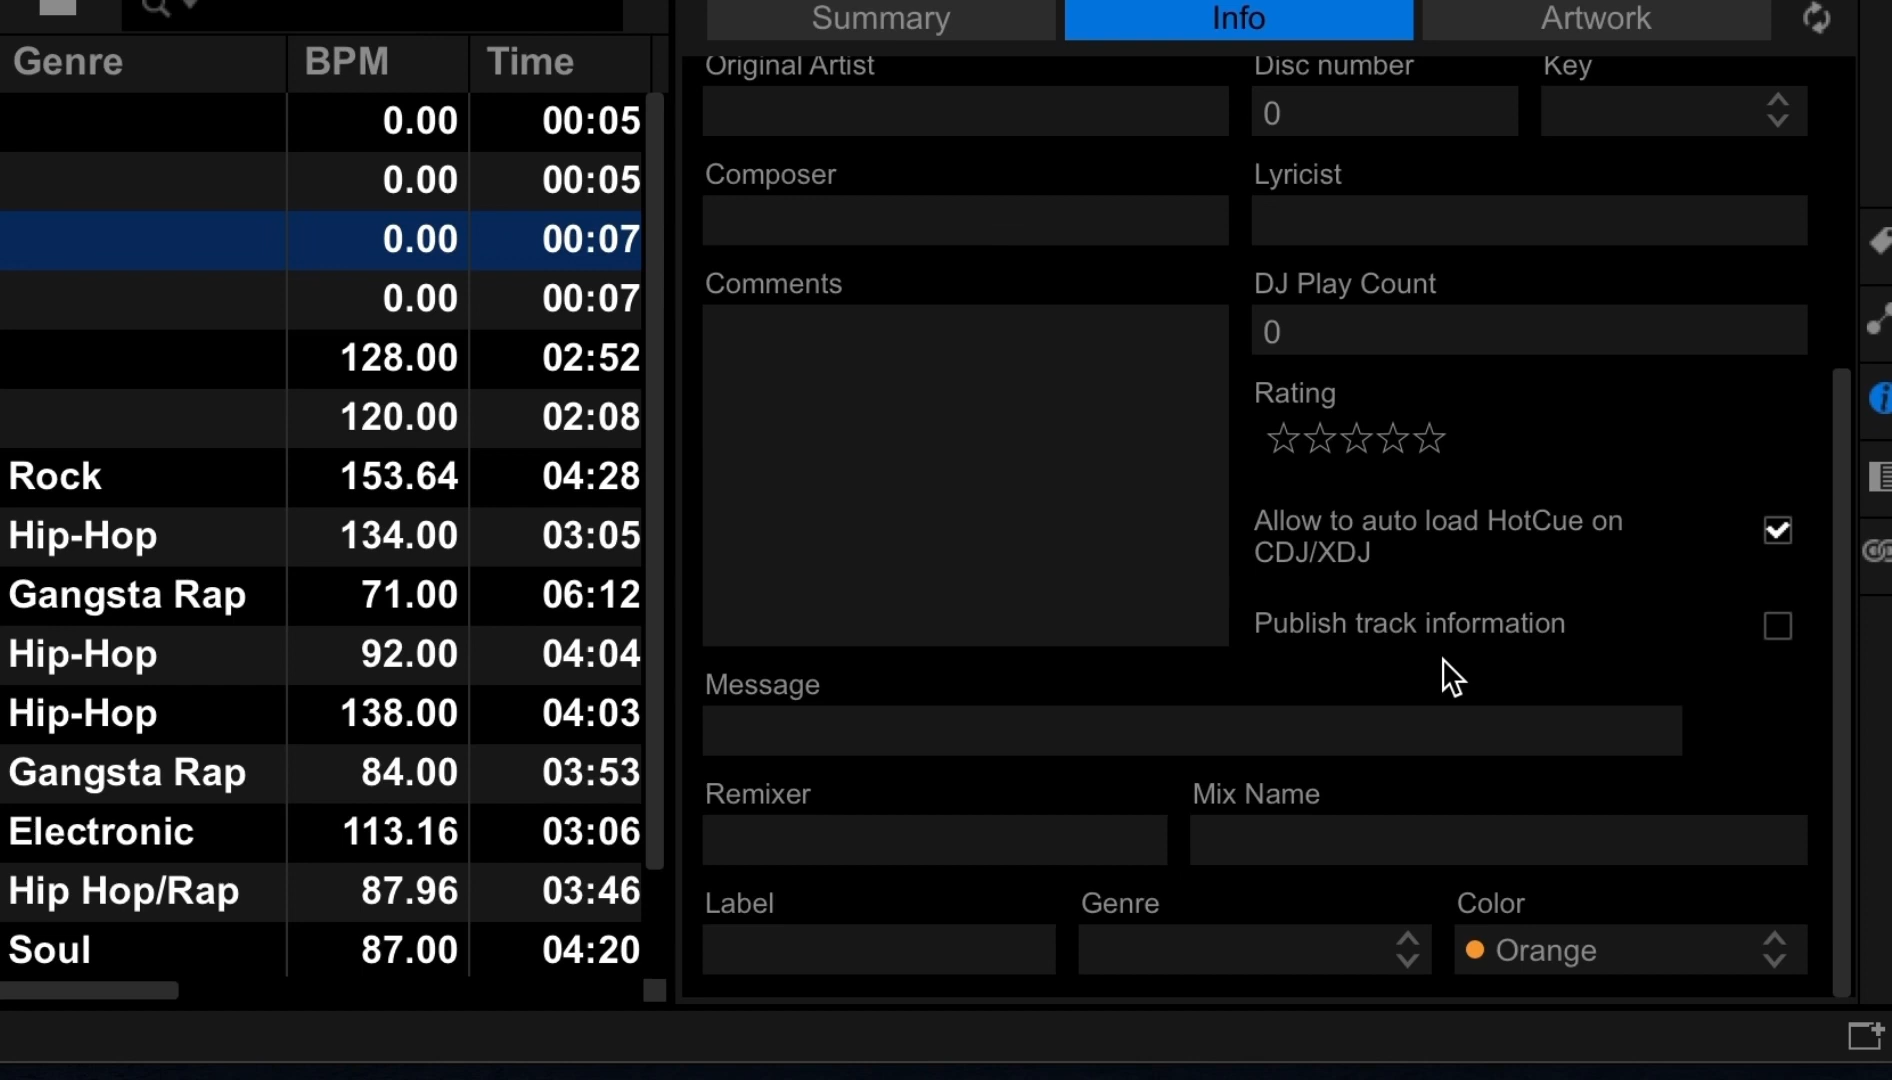 Summary Info Artwork
Genre BPM Time
0.00 00:05
0.00 00:05
0.00 00:07
0.00 00:07
128.00 02:52
120.00 02:08
Rock 153.64 04:28
Hip-Hop 134.00 03:05
Gangsta Rap 71.00 06:12
Hip-Hop 92.00 04:04
Hip-Hop 138.00 04:03
Gangsta Rap 84.00 03:53
Electronic 113.16 03:06
Hip Hop/Rap 87.96 03:46
Soul 87.00 04:20
Original Artist Disc number Key
0
Composer Lyricist
Comments DJ Play Count
0
Rating
Allow to auto load HotCue on
CDJ/XDJ
Publish track information
Message
Remixer Mix Name
Label Genre Color
Orange